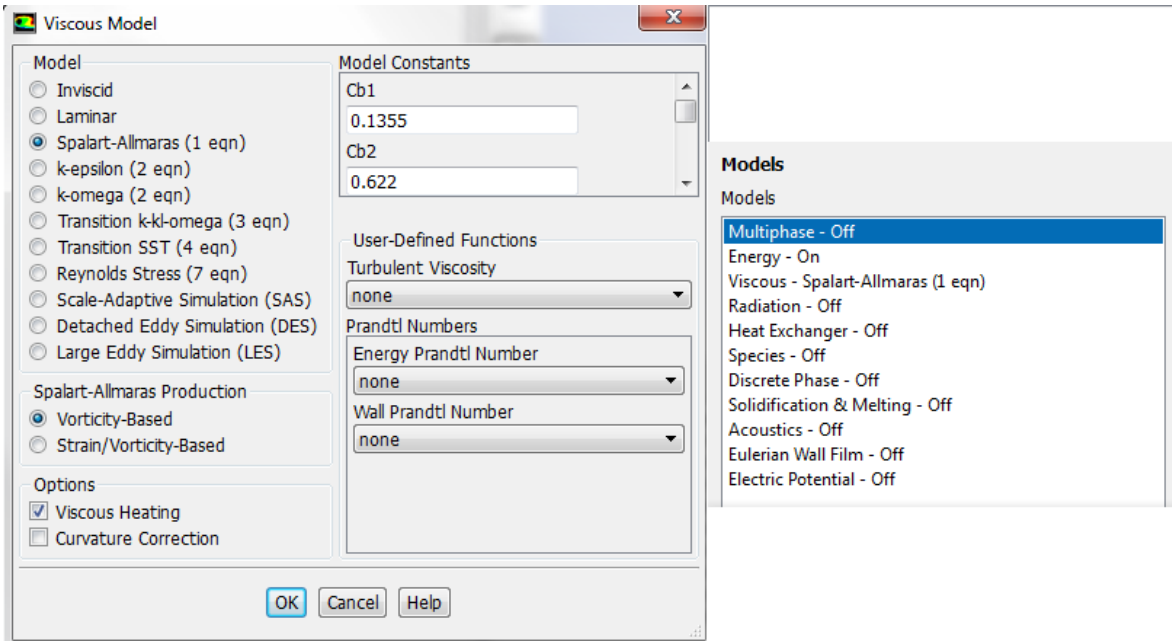 Viscous Model
Model
Inviscid
Laminar
Spalart-Allmaras (1 eqn)
k-epsilon (2 eqn)
k-omega (2 eqn)
Transition k-kl-omega (3 eqn)
Transition SST (4 eqn)
Reynolds Stress (7 eqn)
Scale-Adaptive Simulation (SAS)
Detached Eddy Simulation (DES)
Large Eddy Simulation (LES)
Spalart-Allmaras Production
Vorticity-Based
Strain/Vorticity-Based
Options
Viscous Heating
Curvature Correction
Model Constants
Cb1
0.1355
Cb2
0.622
User-Defined Functions
Turbulent Viscosity
none
Prandtl Numbers
Energy Prandtl Number
none
Wall Prandtl Number
none
OK
Cancel
Help
Models
Models
Multiphase - Off
Energy - On
Viscous - Spalart-Allmaras (1 eqn)
Radiation - Off
Heat Exchanger - Off
Species - Off
Discrete Phase - Off
Solidification & Melting - Off
Acoustics - Off
Eulerian Wall Film - Off
Electric Potential - Off